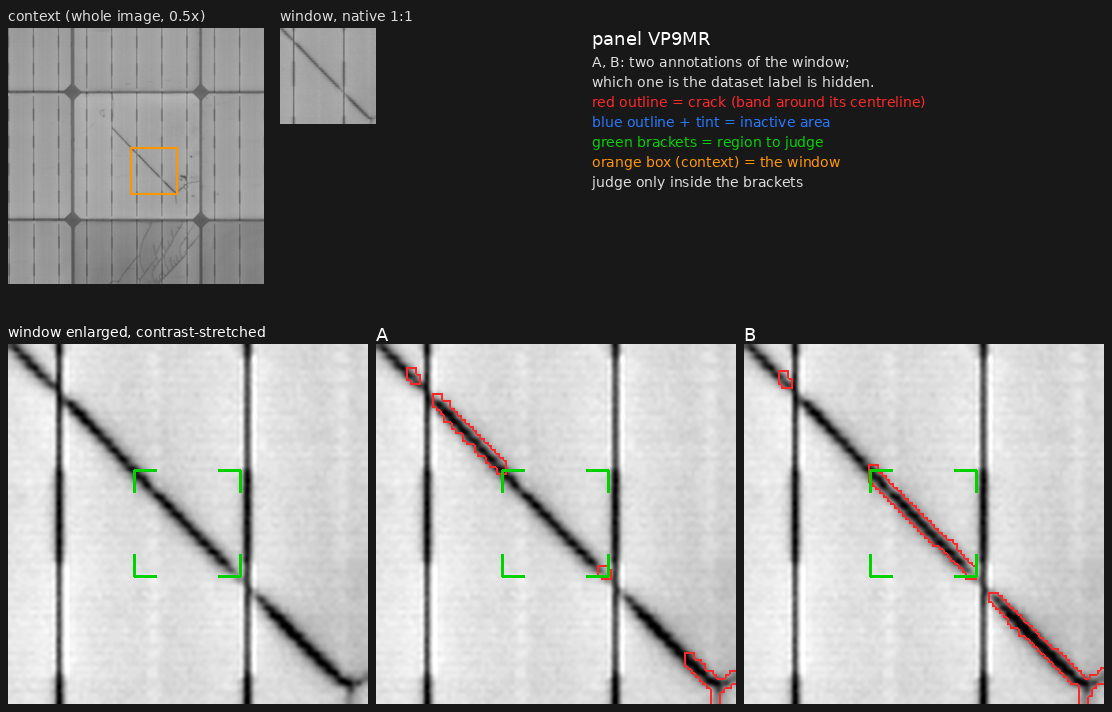 context (whole image, 0.5x)
window, native 1:1
panel VP9MR
A, B: two annotations of the window;
which one is the dataset label is hidden.
red outline = crack (band around its centreline)
blue outline + tint = inactive area
green brackets = region to judge
orange box (context) = the window
judge only inside the brackets
window enlarged, contrast-stretched
A
B